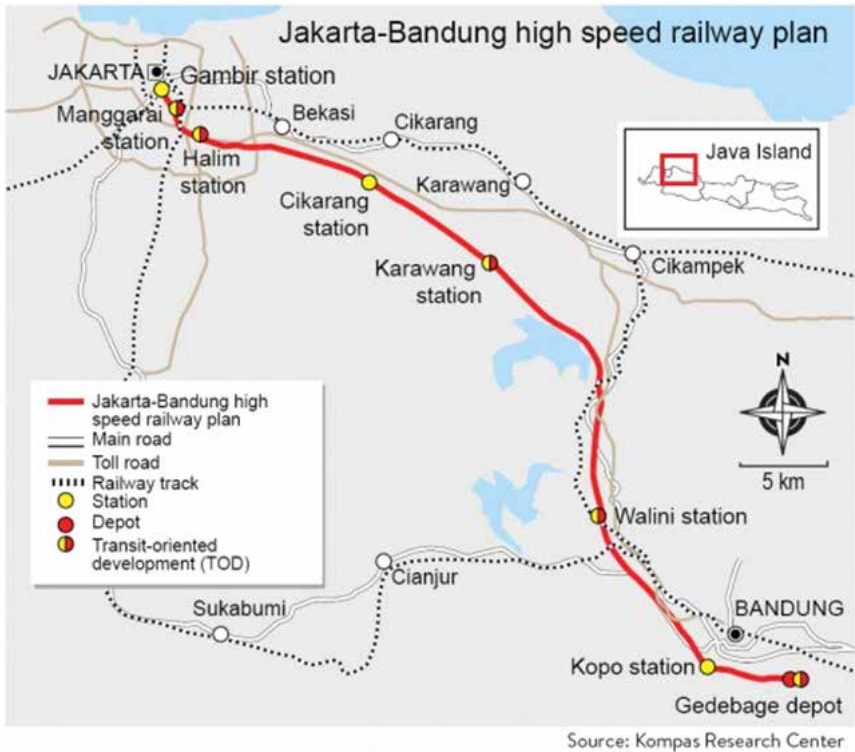 Jakarta-Bandung high speed railway plan
JAKARTA
Gambir station
Manggarai
station
Halim
station
Bekasi
Cikarang
Cikarang
station
Karawang
Karawang
station
Cikampek
Java Island
N
5 km
Jakarta-Bandung high
speed railway plan
Main road
Toll road
Railway track
Station
Depot
Transit-oriented
development (TOD)
Walini station
Cianjur
Sukabumi
BANDUNG
Kopo station
Gedebage depot
Source: Kompas Research Center